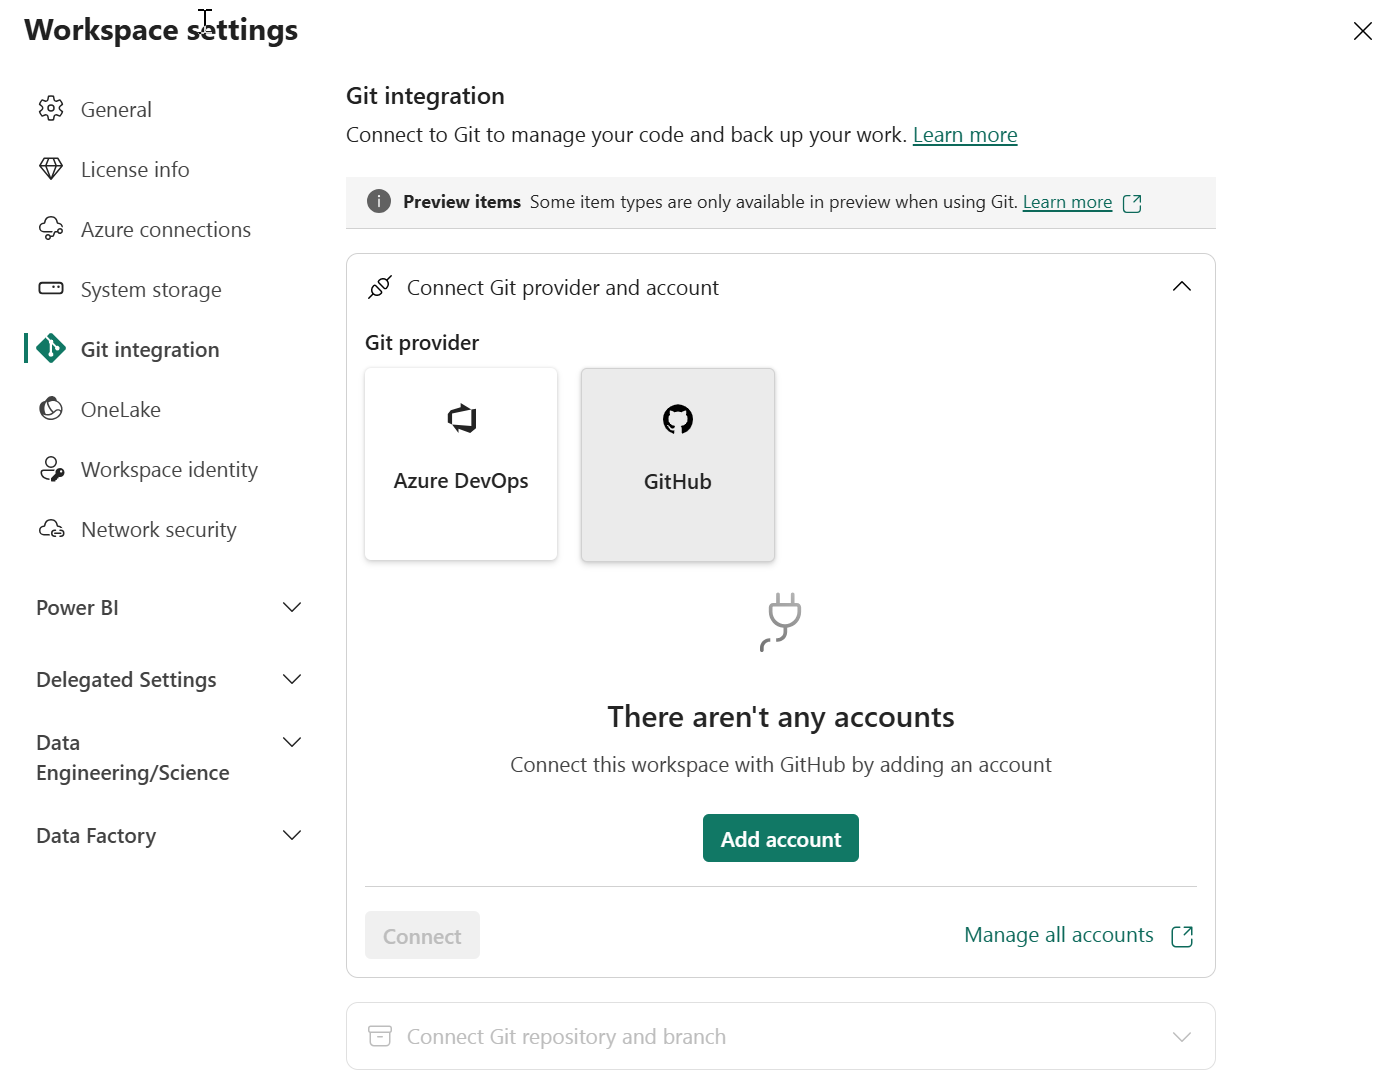 Workspace settings
General
License info
Azure connections
System storage
Git integration
OneLake
Workspace identity
Network security
Power BI
Delegated Settings
Data
Engineering/Science
Data Factory
Git integration
Connect to Git to manage your code and back up your work. Learn more
Preview items Some item types are only available in preview when using Git. Learn more
Connect Git provider and account
Git provider
Azure DevOps
GitHub
There aren't any accounts
Connect this workspace with GitHub by adding an account
Add account
Connect
Manage all accounts
Connect Git repository and branch